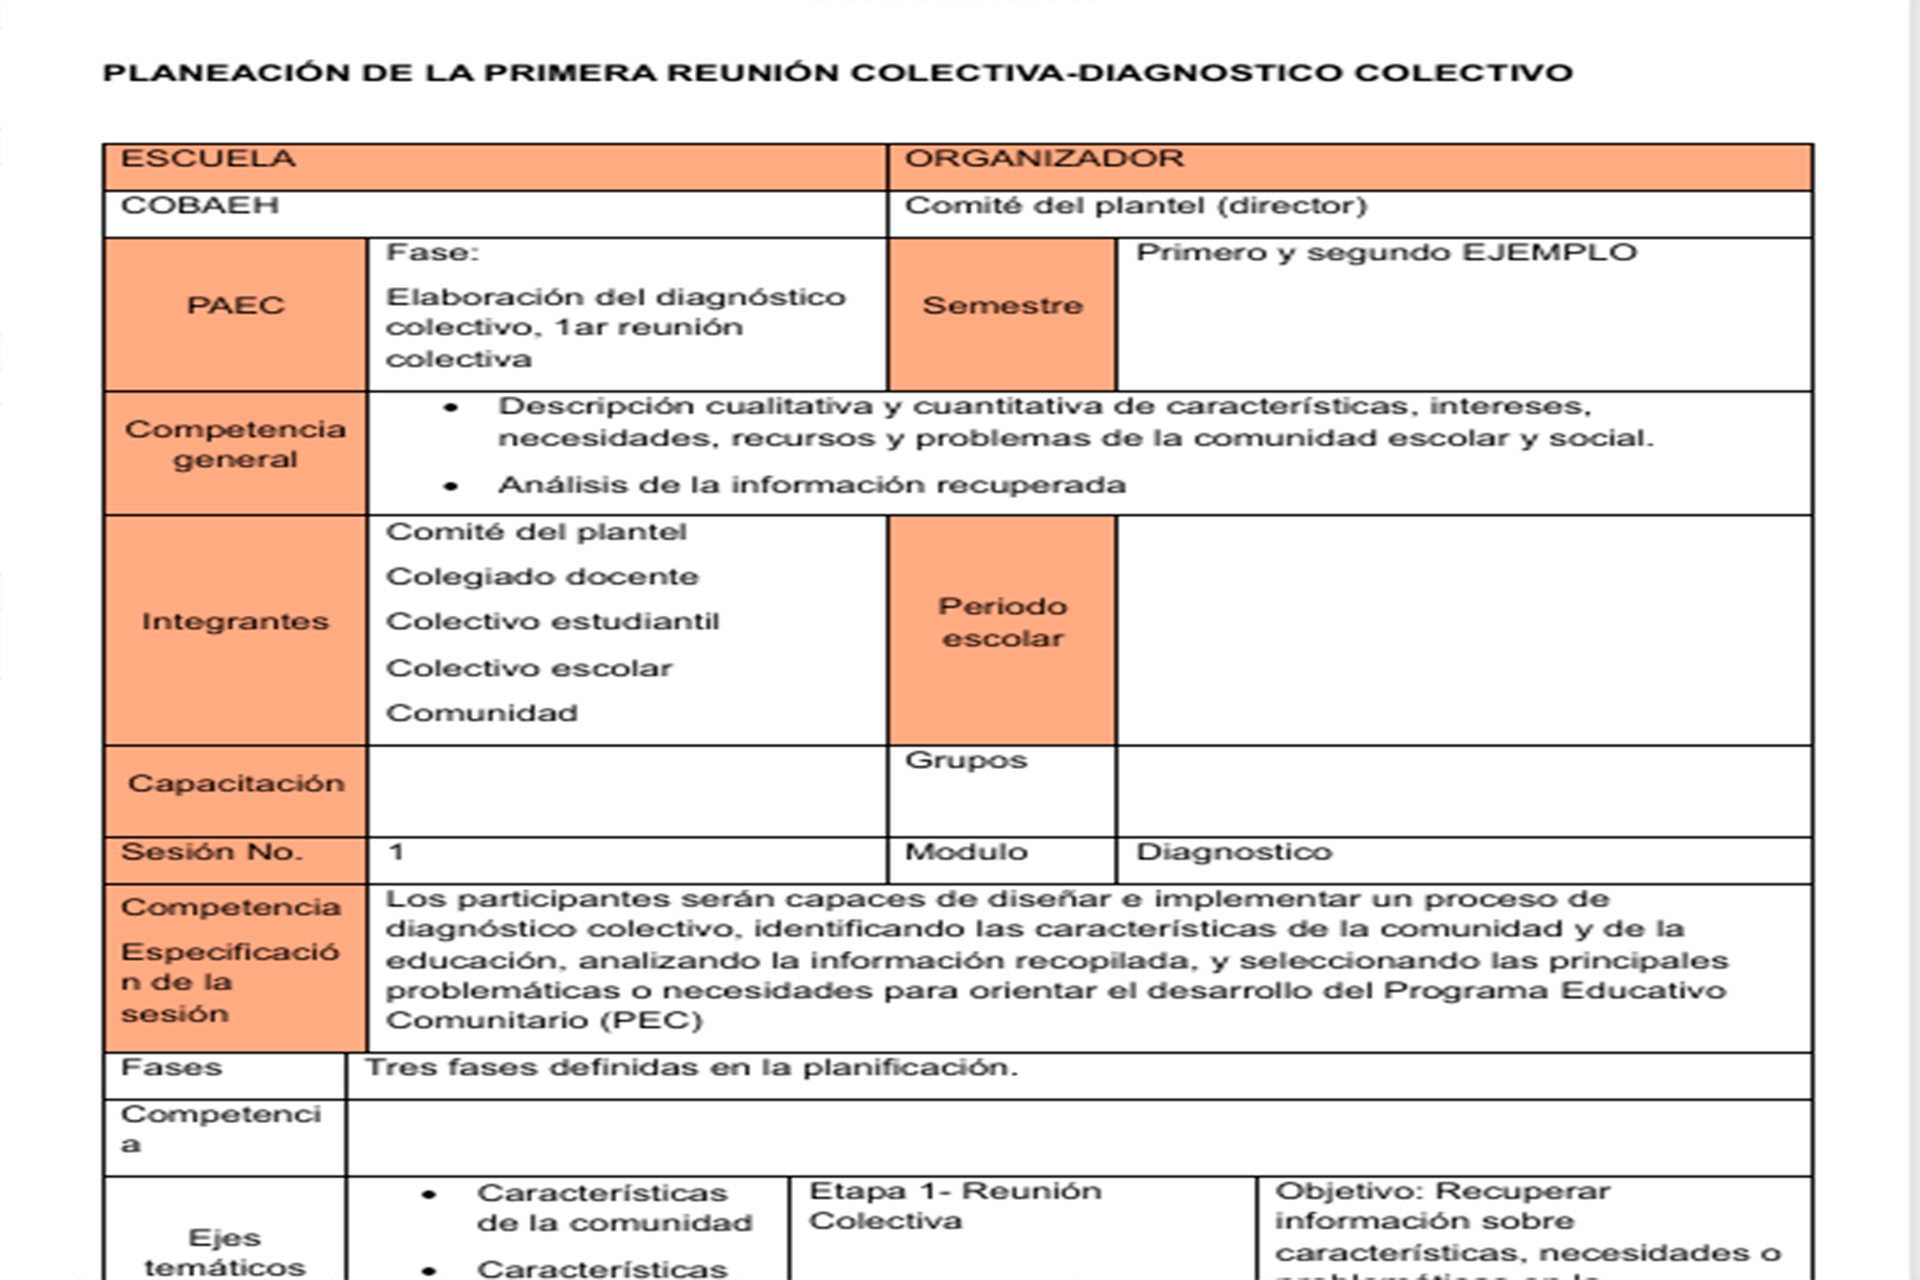 PLANEACIÓN DE LA PRIMERA REUNIÓN COLECTIVA-DIAGNOSTICO COLECTIVO
ESCUELA
ORGANIZADOR
COBAEH
Comité del plantel (director)
PAEC
Fase:
Elaboración del diagnóstico
colectivo, 1ar reunión
colectiva
Semestre
Primero y segundo EJEMPLO
Competencia
general
• Descripción cualitativa y cuantitativa de características, intereses,
necesidades, recursos y problemas de la comunidad escolar y social.
• Análisis de la información recuperada
Integrantes
Comité del plantel
Colegiado docente
Colectivo estudiantil
Colectivo escolar
Comunidad
Periodo
escolar
Capacitación
Grupos
Sesión No.
1
Modulo
Diagnostico
Competencia
Especificació
n de la
sesión
Los participantes serán capaces de diseñar e implementar un proceso de
diagnóstico colectivo, identificando las características de la comunidad y de la
educación, analizando la información recopilada, y seleccionando las principales
problemáticas o necesidades para orientar el desarrollo del Programa Educativo
Comunitario (PEC)
Fases
Tres fases definidas en la planificación.
Competenci
a
Ejes
temáticos
• Características
de la comunidad
• Características
Etapa 1- Reunión
Colectiva
Objetivo: Recuperar
información sobre
características, necesidades o